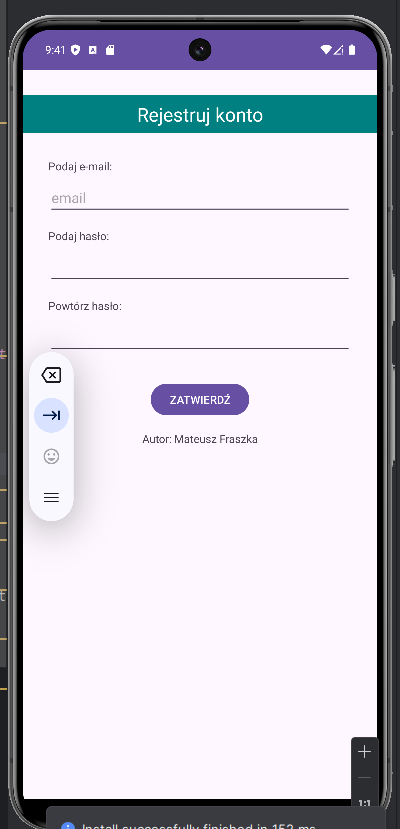 9:41
Rejestruj konto
Podaj e-mail:
email
Podaj hasło:
Powtórz hasło:
ZATWIERDŹ
Autor: Mateusz Fraszka
1:1
Install successfully finished in 152 ms